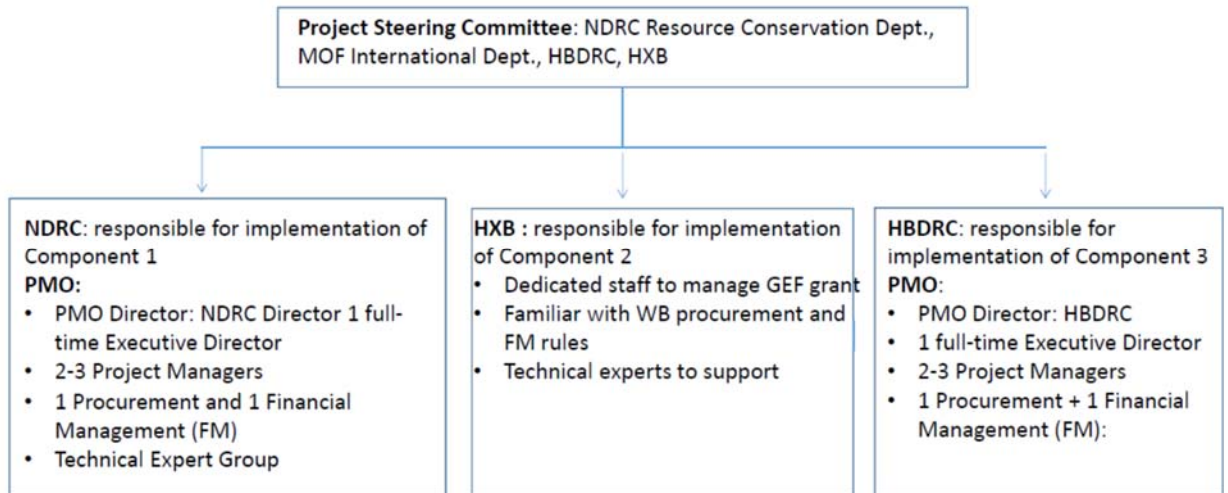 Project Steering Committee: NDRC Resource Conservation Dept.,
MOF International Dept., HBDRC, HXB
NDRC: responsible for implementation of
Component 1
PMO:
• PMO Director: NDRC Director 1 full-
time Executive Director
• 2-3 Project Managers
• 1 Procurement and 1 Financial
Management (FM)
• Technical Expert Group
HXB : responsible for implementation
of Component 2
• Dedicated staff to manage GEF grant
• Familiar with WB procurement and
FM rules
• Technical experts to support
HBDRC: responsible for
implementation of Component 3
PMO:
• PMO Director: HBDRC
• 1 full-time Executive Director
• 2-3 Project Managers
• 1 Procurement + 1 Financial
Management (FM):